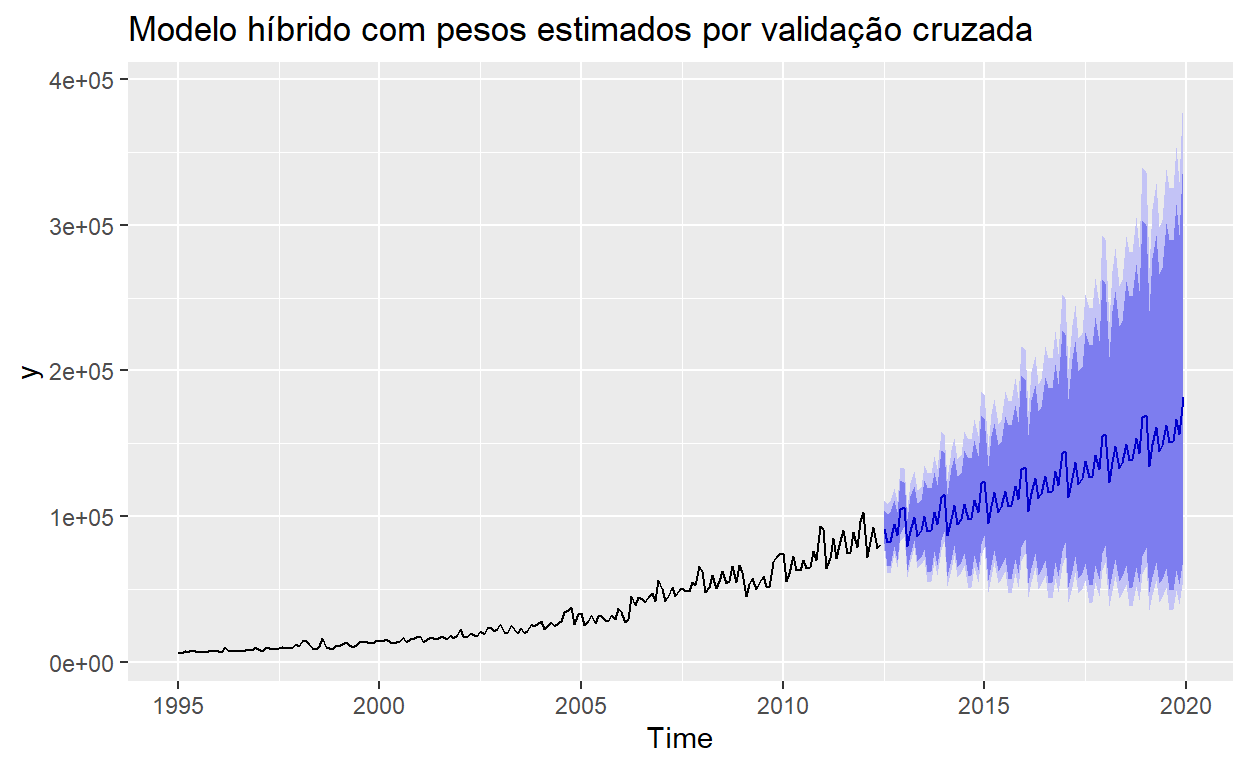 Modelo híbrido com pesos estimados por validação cruzada
4e+05
3e+05
2e+05
1e+05
0e+00
y
1995 2000 2005 2010 2015 2020
Time